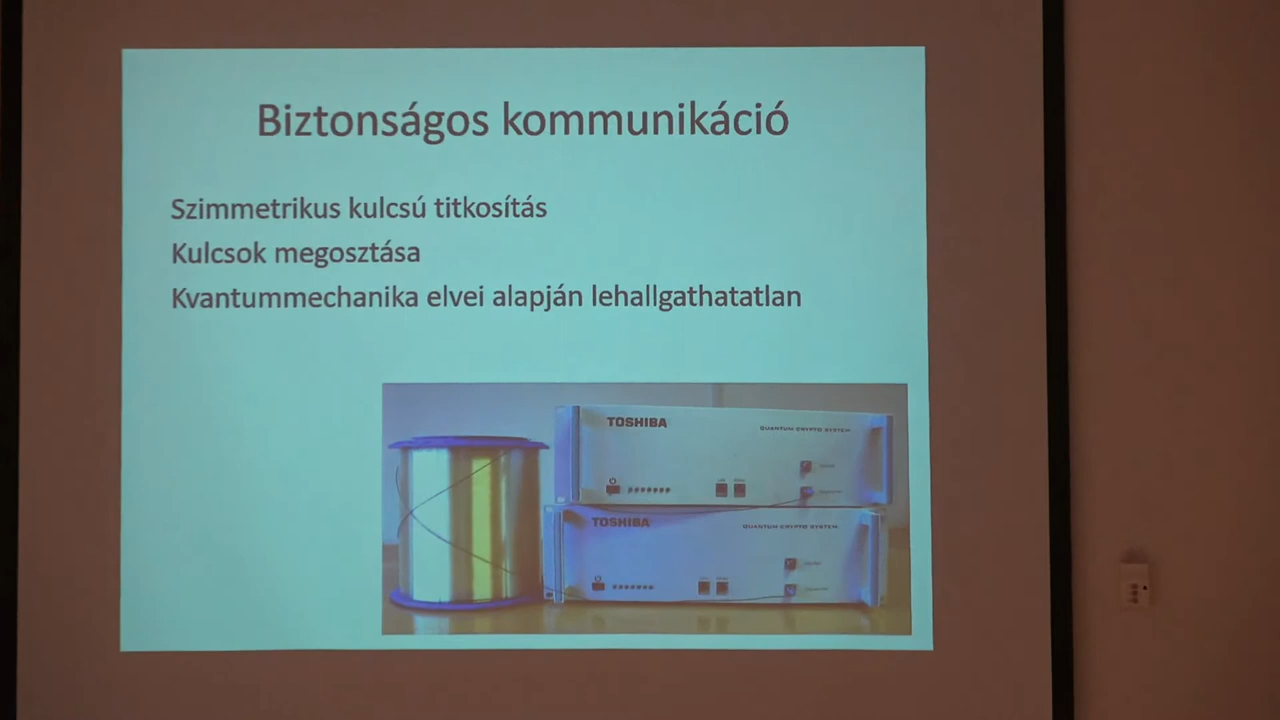 Biztonságos kommunikáció
Szimmetrikus kulcsú titkosítás
Kulcsok megosztása
Kvantummechanika elvei alapján lehallgathatatlan
TOSHIBA
QUANTUM CRYPTO SYSTEM
TOSHIBA
QUANTUM CRYPTO SYSTEM